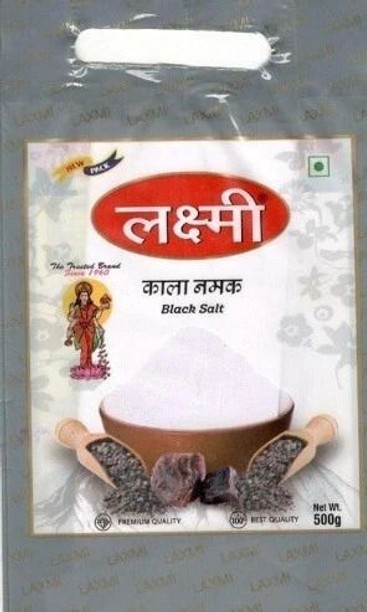 NEW
PACK
लक्ष्मी
The Trusted Brand
Since 1960
काला नमक
Black Salt
PREMIUM QUALITY
100%
BEST QUALITY
Net Wt.
500g
LAXMI